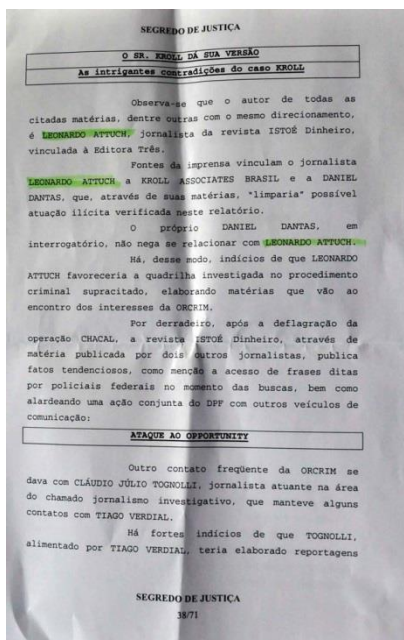 SEGREDO DE JUSTIÇA
O SR. KROLL DÁ SUA VERSÃO
As intrigantes contradições do caso KROLL
Observa-se que o autor de todas as
citadas matérias, dentre outras com o mesmo direcionamento,
é LEONARDO ATTUCH, jornalista da revista ISTOÉ Dinheiro,
vinculada à Editora Três.
Fontes da imprensa vinculam o jornalista
LEONARDO ATTUCH a KROLL ASSOCIATES BRASIL e a DANIEL
DANTAS, que, através de suas matérias, "limparia" possível
atuação ilícita verificada neste relatório.
O próprio DANIEL DANTAS, em
interrogatório, não nega se relacionar com LEONARDO ATTUCH.
Há, desse modo, indícios de que LEONARDO
ATTUCH favoreceria a quadrilha investigada no procedimento
criminal supracitado, elaborando matérias que vão ao
encontro dos interesses da ORCRIM.
Por derradeiro, após a deflagração da
operação CHACAL, a revista ISTOÉ Dinheiro, através de
matéria publicada por dois outros jornalistas, publica
fatos tendenciosos, como menção a acesso de frases ditas
por policiais federais no momento das buscas, bem como
alardeando uma ação conjunta do DPF com outros veículos de
comunicação:
ATAQUE AO OPPORTUNITY
Outro contato freqüente da ORCRIM se
dava com CLÁUDIO JÚLIO TOGNOLLI, jornalista atuante na área
do chamado jornalismo investigativo, que manteve alguns
contatos com TIAGO VERDIAL.
Há fortes indícios de que TOGNOLLI,
alimentado por TIAGO VERDIAL, teria elaborado reportagens
SEGREDO DE JUSTIÇA
38/71